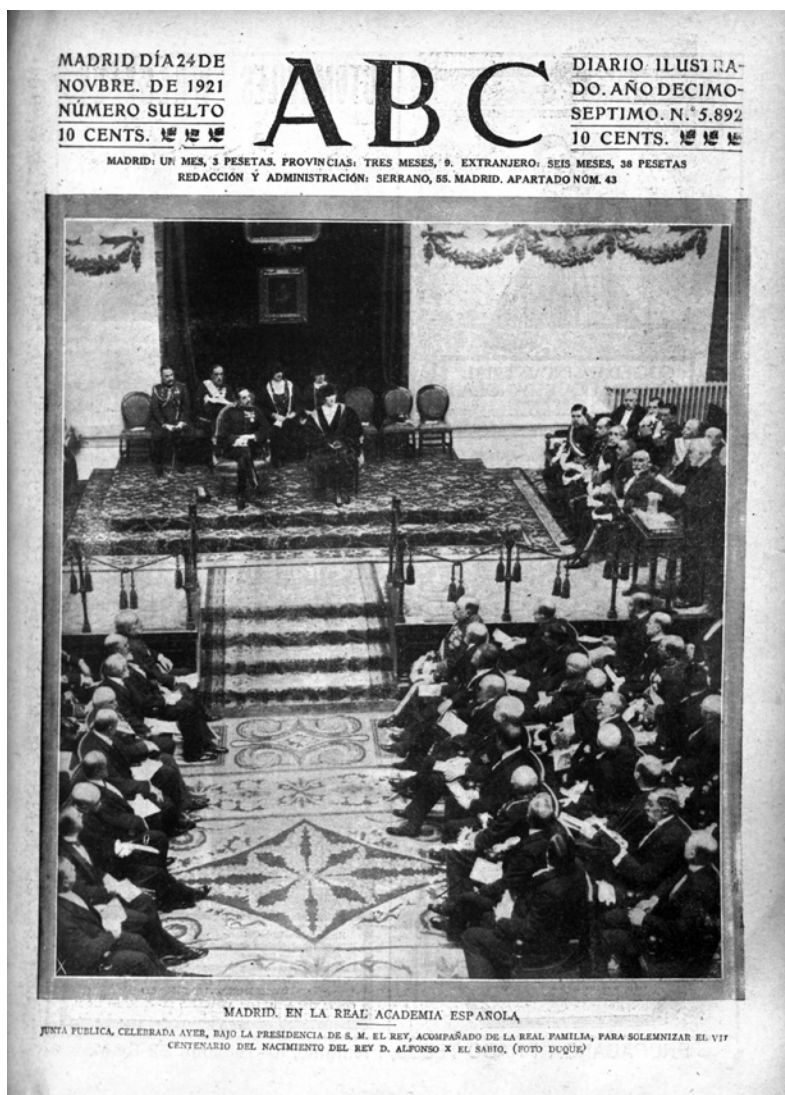 MADRID DÍA 24 DE
NOVBRE. DE 1921
NÚMERO SUELTO
10 CENTS.
ABC
DIARIO ILUSTRA-
DO. AÑO DECIMO-
SEPTIMO. N.º 5.892
10 CENTS.
MADRID: UN MES, 3 PESETAS. PROVINCIAS: TRES MESES, 9. EXTRANJERO: SEIS MESES, 38 PESETAS
REDACCIÓN Y ADMINISTRACIÓN: SERRANO, 55. MADRID. APARTADO NÚM. 43
X
MADRID. EN LA REAL ACADEMIA ESPAÑOLA
JUNTA PUBLICA, CELEBRADA AYER, BAJO LA PRESIDENCIA DE S. M. EL REY, ACOMPAÑADO DE LA REAL FAMILIA, PARA SOLEMNIZAR EL VII
CENTENARIO DEL NACIMIENTO DEL REY D. ALFONSO X EL SABIO. (FOTO DUQUE)